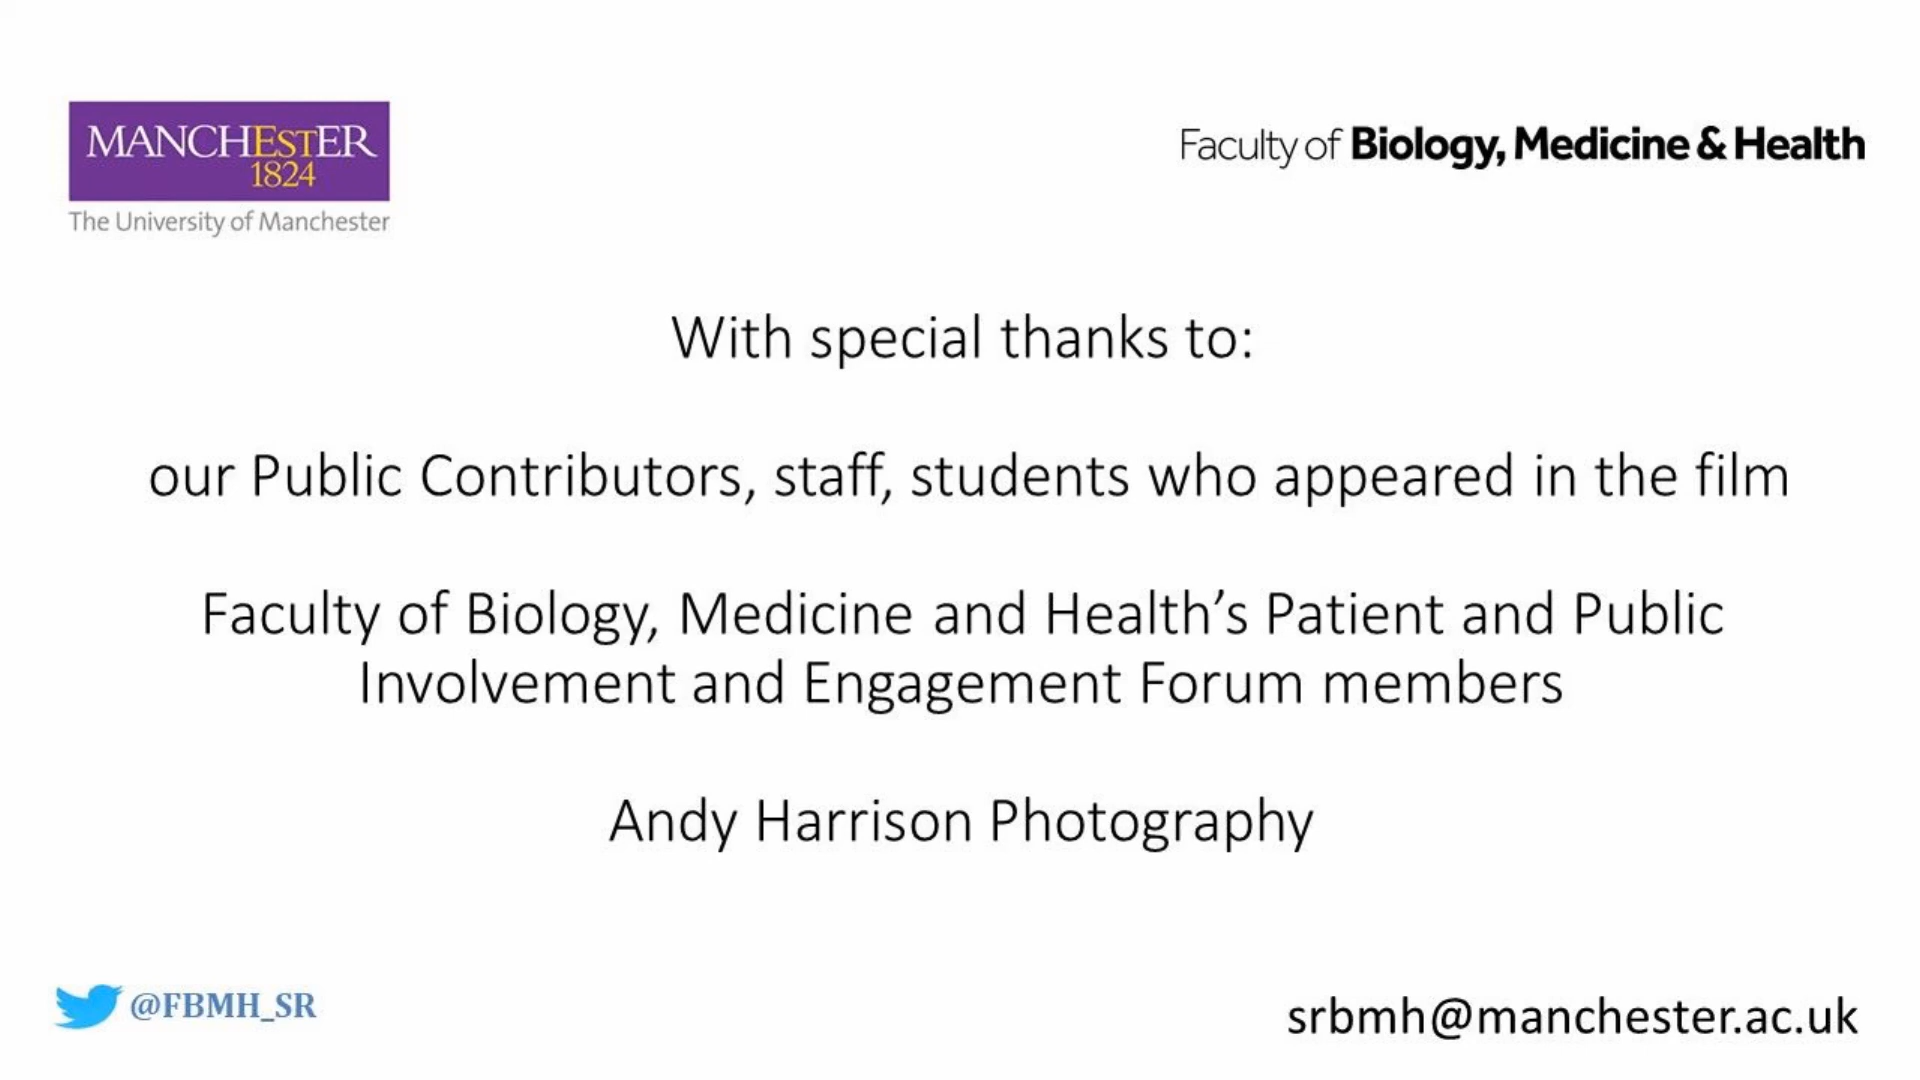 MANCHESTER
1824
The University of Manchester
Faculty of Biology, Medicine & Health
With special thanks to:
our Public Contributors, staff, students who appeared in the film
Faculty of Biology, Medicine and Health’s Patient and Public
Involvement and Engagement Forum members
Andy Harrison Photography
@FBMH_SR
srbmh@manchester.ac.uk